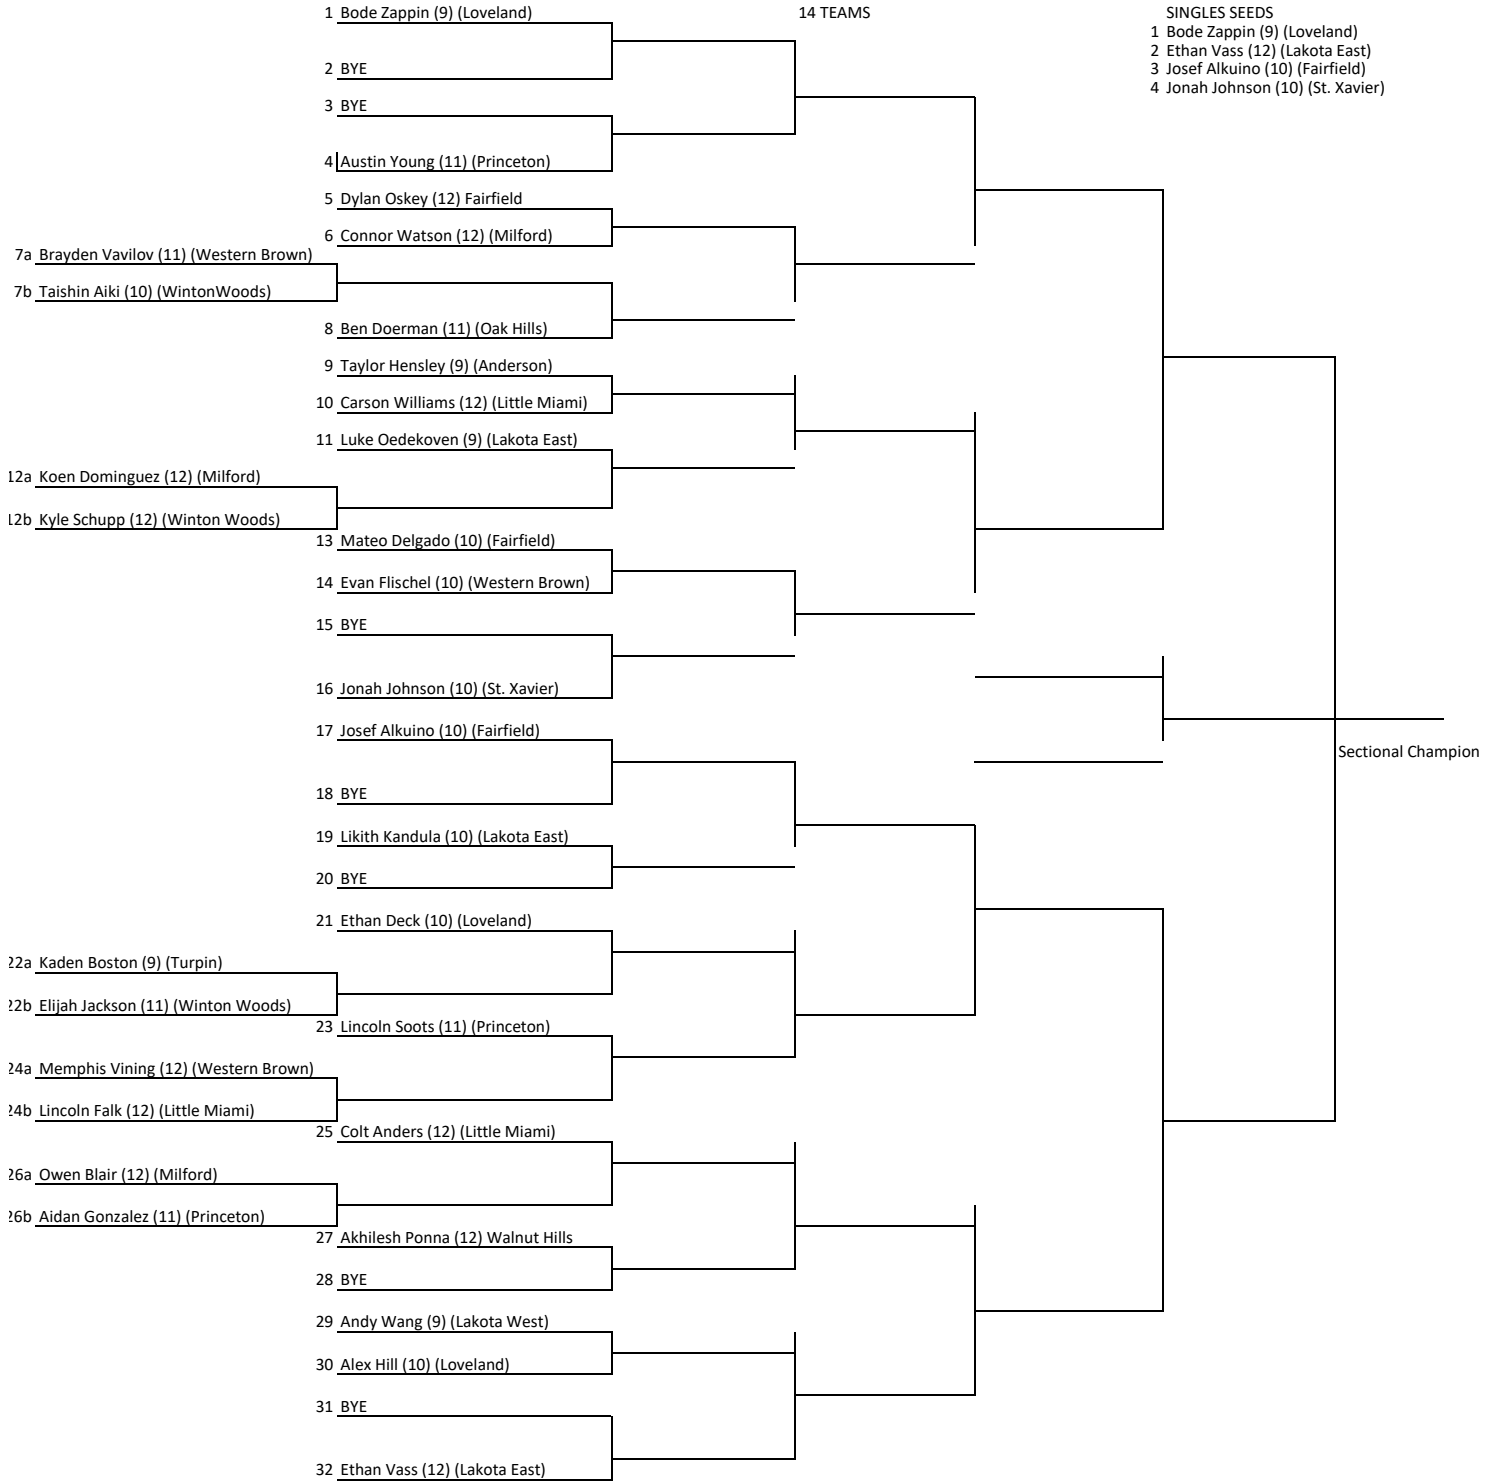 1 Bode Zappin (9) (Loveland)
14 TEAMS
SINGLES SEEDS
1 Bode Zappin (9) (Loveland)
2 Ethan Vass (12) (Lakota East)
3 Josef Alkuino (10) (Fairfield)
4 Jonah Johnson (10) (St. Xavier)
2 BYE
3 BYE
4 Austin Young (11) (Princeton)
5 Dylan Oskey (12) Fairfield
6 Connor Watson (12) (Milford)
7a Brayden Vavilov (11) (Western Brown)
7b Taishin Aiki (10) (WintonWoods)
8 Ben Doerman (11) (Oak Hills)
9 Taylor Hensley (9) (Anderson)
10 Carson Williams (12) (Little Miami)
11 Luke Oedekoven (9) (Lakota East)
12a Koen Dominguez (12) (Milford)
12b Kyle Schupp (12) (Winton Woods)
13 Mateo Delgado (10) (Fairfield)
14 Evan Flischel (10) (Western Brown)
15 BYE
16 Jonah Johnson (10) (St. Xavier)
17 Josef Alkuino (10) (Fairfield)
Sectional Champion
18 BYE
19 Likith Kandula (10) (Lakota East)
20 BYE
21 Ethan Deck (10) (Loveland)
22a Kaden Boston (9) (Turpin)
22b Elijah Jackson (11) (Winton Woods)
23 Lincoln Soots (11) (Princeton)
24a Memphis Vining (12) (Western Brown)
24b Lincoln Falk (12) (Little Miami)
25 Colt Anders (12) (Little Miami)
26a Owen Blair (12) (Milford)
26b Aidan Gonzalez (11) (Princeton)
27 Akhilesh Ponna (12) Walnut Hills
28 BYE
29 Andy Wang (9) (Lakota West)
30 Alex Hill (10) (Loveland)
31 BYE
32 Ethan Vass (12) (Lakota East)